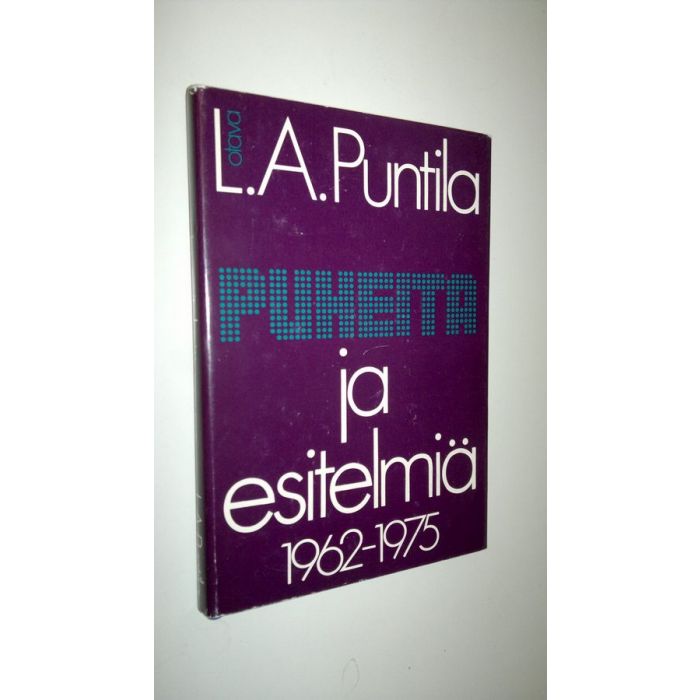 otava
L.A. Puntila
PUHEITA
ja
esitelmiä
1962-1975